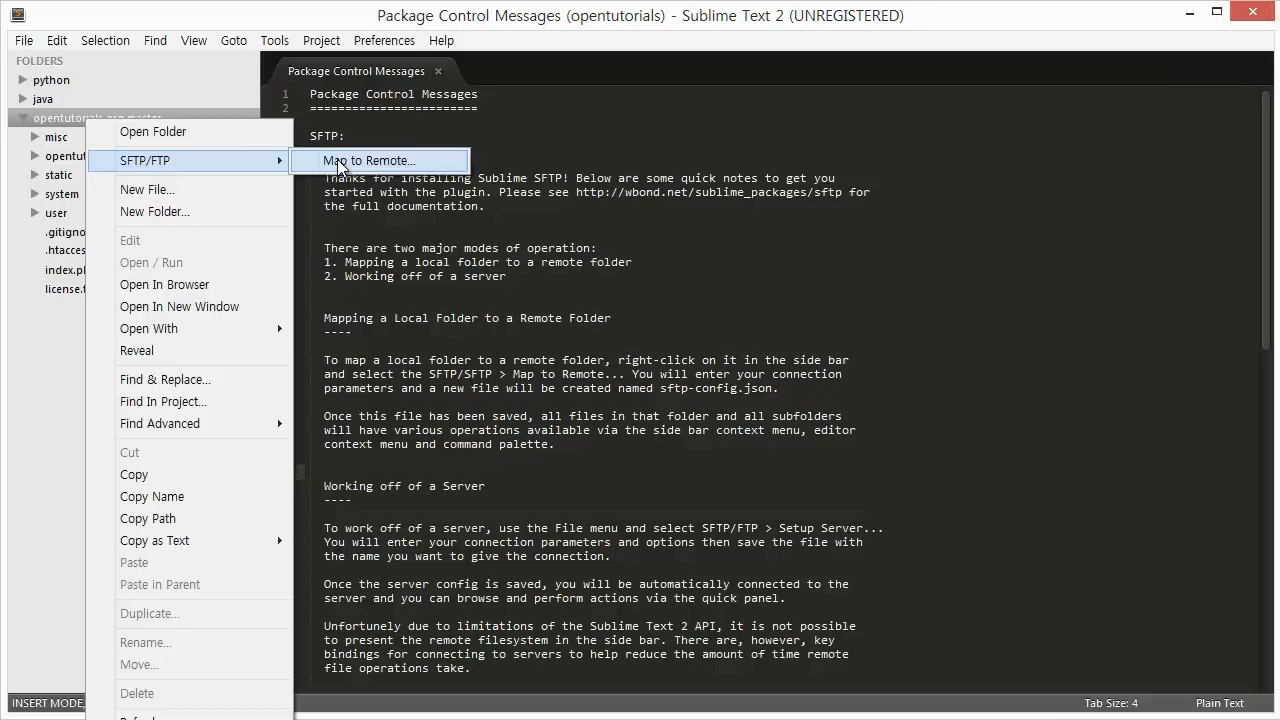 Package Control Messages (opentutorials) - Sublime Text 2 (UNREGISTERED)
File Edit Selection Find View Goto Tools Project Preferences Help
FOLDERS
python
java
misc
static
system
user
Open Folder
SFTP/FTP
Map to Remote...
New File...
New Folder...
Edit
Open / Run
Open In Browser
Open In New Window
Open With
Reveal
Find & Replace...
Find In Project...
Find Advanced
Cut
Copy
Copy Name
Copy Path
Copy as Text
Paste
Paste in Parent
Duplicate...
Rename...
Move...
Delete
Package Control Messages
1 Package Control Messages
2 ========================
SFTP:
Thanks for installing Sublime SFTP! Below are some quick notes to get you
started with the plugin. Please see http://wbond.net/sublime_packages/sftp for
the full documentation.
There are two major modes of operation:
1. Mapping a local folder to a remote folder
2. Working off of a server
Mapping a Local Folder to a Remote Folder
----
To map a local folder to a remote folder, right-click on it in the side bar
and select the SFTP/SFTP > Map to Remote... You will enter your connection
parameters and a new file will be created named sftp-config.json.
Once this file has been saved, all files in that folder and all subfolders
will have various operations available via the side bar context menu, editor
context menu and command palette.
Working off of a Server
----
To work off of a server, use the File menu and select SFTP/FTP > Setup Server...
You will enter your connection parameters and options then save the file with
the name you want to give the connection.
Once the server config is saved, you will be automatically connected to the
server and you can browse and perform actions via the quick panel.
Unfortunely due to limitations of the Sublime Text 2 API, it is not possible
to present the remote filesystem in the side bar. There are, however, key
bindings for connecting to servers to help reduce the amount of time remote
file operations take.
INSERT MODE,
Tab Size: 4
Plain Text